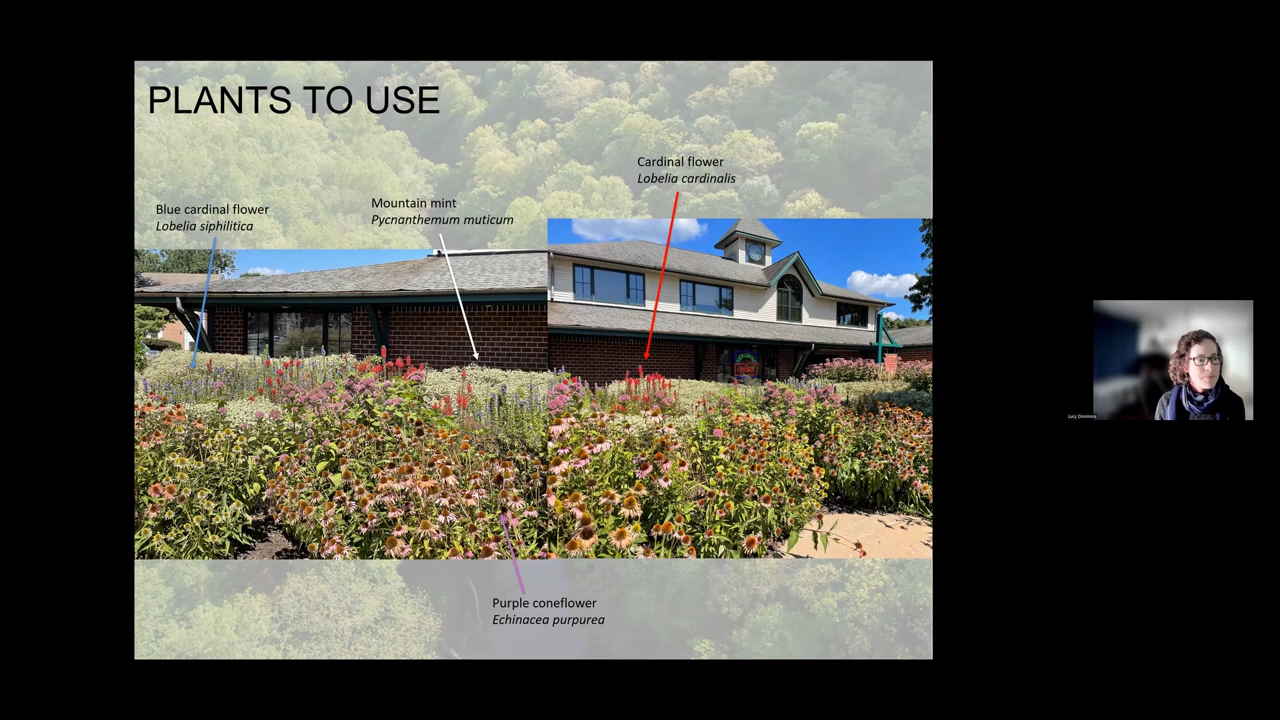 PLANTS TO USE
Cardinal flower
Lobelia cardinalis
Blue cardinal flower
Lobelia siphilitica
Mountain mint
Pycnanthemum muticum
Purple coneflower
Echinacea purpurea
Lucy Dinsmore